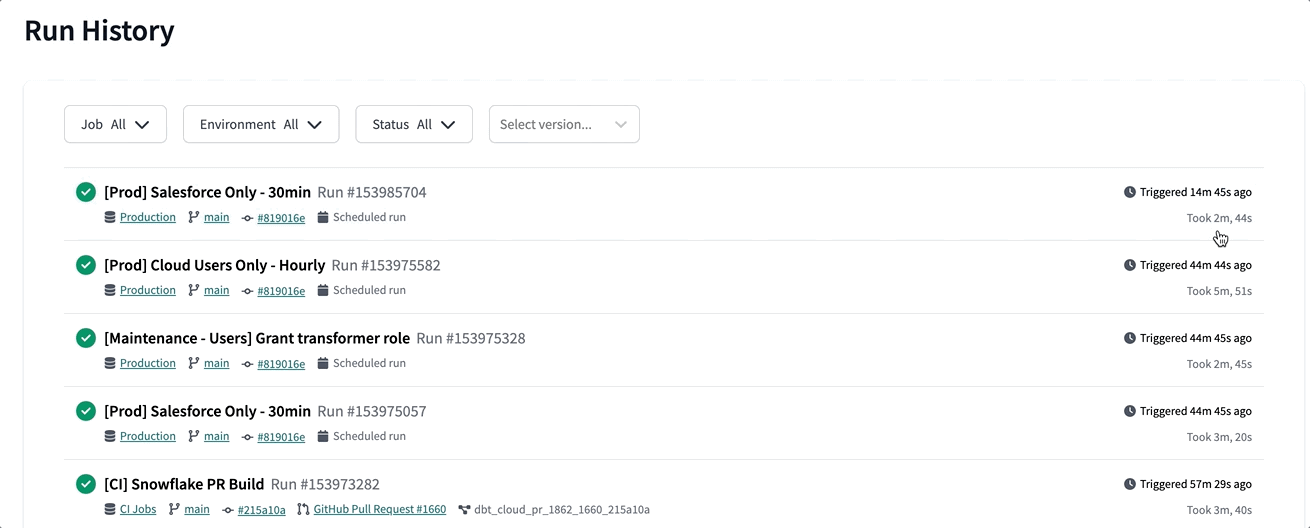 Run History
Job All Environment All Status All Select version...
[Prod] Salesforce Only - 30min Run #153985704 Triggered 14m 45s ago
Production main #819016e Scheduled run Took 2m, 44s
[Prod] Cloud Users Only - Hourly Run #153975582 Triggered 44m 44s ago
Production main #819016e Scheduled run Took 5m, 51s
[Maintenance - Users] Grant transformer role Run #153975328 Triggered 44m 45s ago
Production main #819016e Scheduled run Took 2m, 45s
[Prod] Salesforce Only - 30min Run #153975057 Triggered 44m 45s ago
Production main #819016e Scheduled run Took 3m, 20s
[CI] Snowflake PR Build Run #153973282 Triggered 57m 29s ago
CI Jobs main #215a10a GitHub Pull Request #1660 dbt_cloud_pr_1862_1660_215a10a Took 3m, 40s